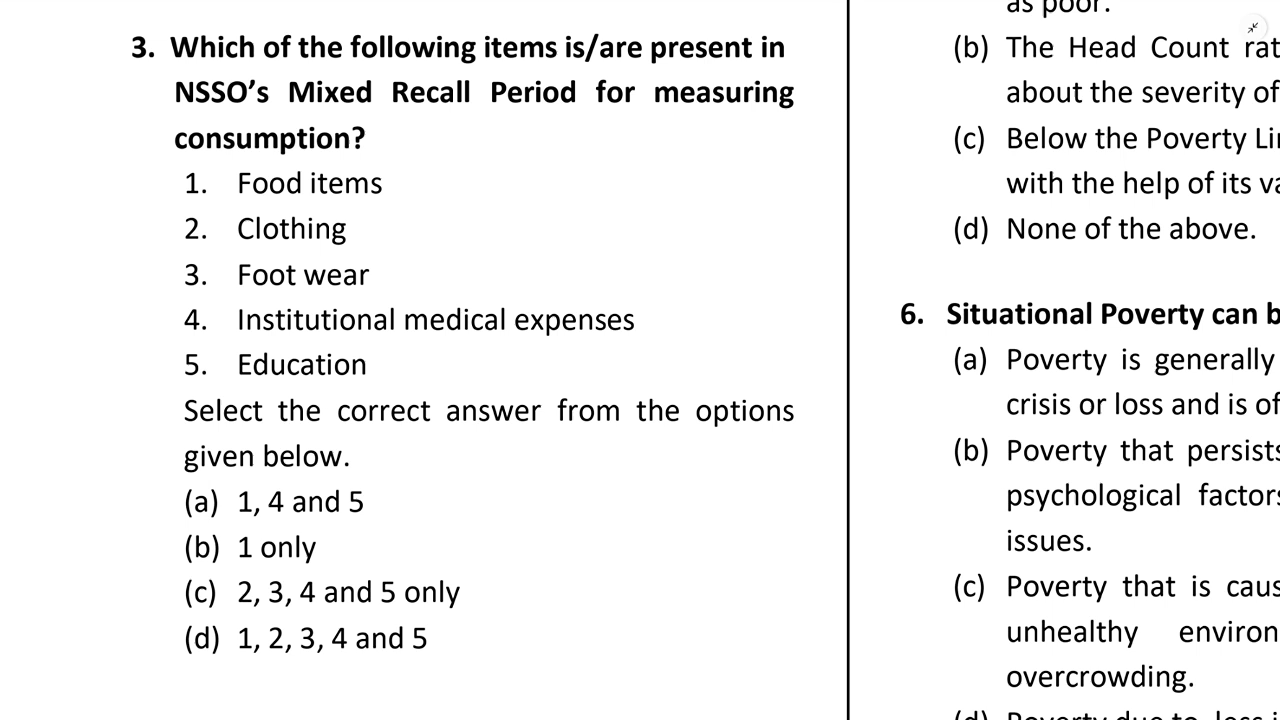 3. Which of the following items is/are present in
NSSO's Mixed Recall Period for measuring
consumption?
1. Food items
2. Clothing
3. Foot wear
4. Institutional medical expenses
5. Education
Select the correct answer from the options
given below.
(a) 1, 4 and 5
(b) 1 only
(c) 2, 3, 4 and 5 only
(d) 1, 2, 3, 4 and 5
as poor.
(b) The Head Count
about the severity of
(c) Below the Poverty
with the help of its
(d) None of the above.
6. Situational Poverty can
(a) Poverty is generally
crisis or loss and is
(b) Poverty that persists
psychological factors
issues.
(c) Poverty that is
unhealthy
overcrowding.
(d) Poverty due to loss